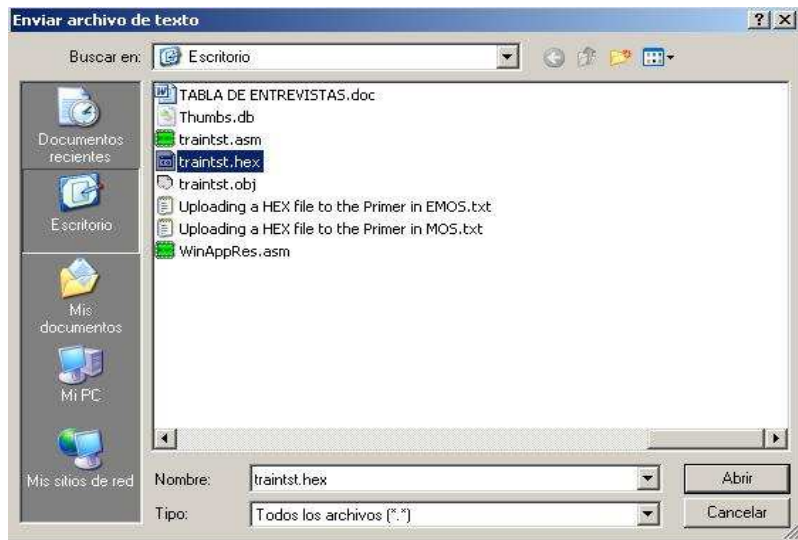 Enviar archivo de texto
Buscar en:
Escritorio
Documentos
recientes
Escritorio
Mis
documentos
Mi PC
Mis sitios de red
TABLA DE ENTREVISTAS.doc
Thumbs.db
traintst.asm
traintst.hex
traintst.obj
Uploading a HEX file to the Primer in EMOS.txt
Uploading a HEX file to the Primer in MOS.txt
WinAppRes.asm
Nombre:
traintst.hex
Abrir
Tipo:
Todos los archivos (*.*)
Cancelar